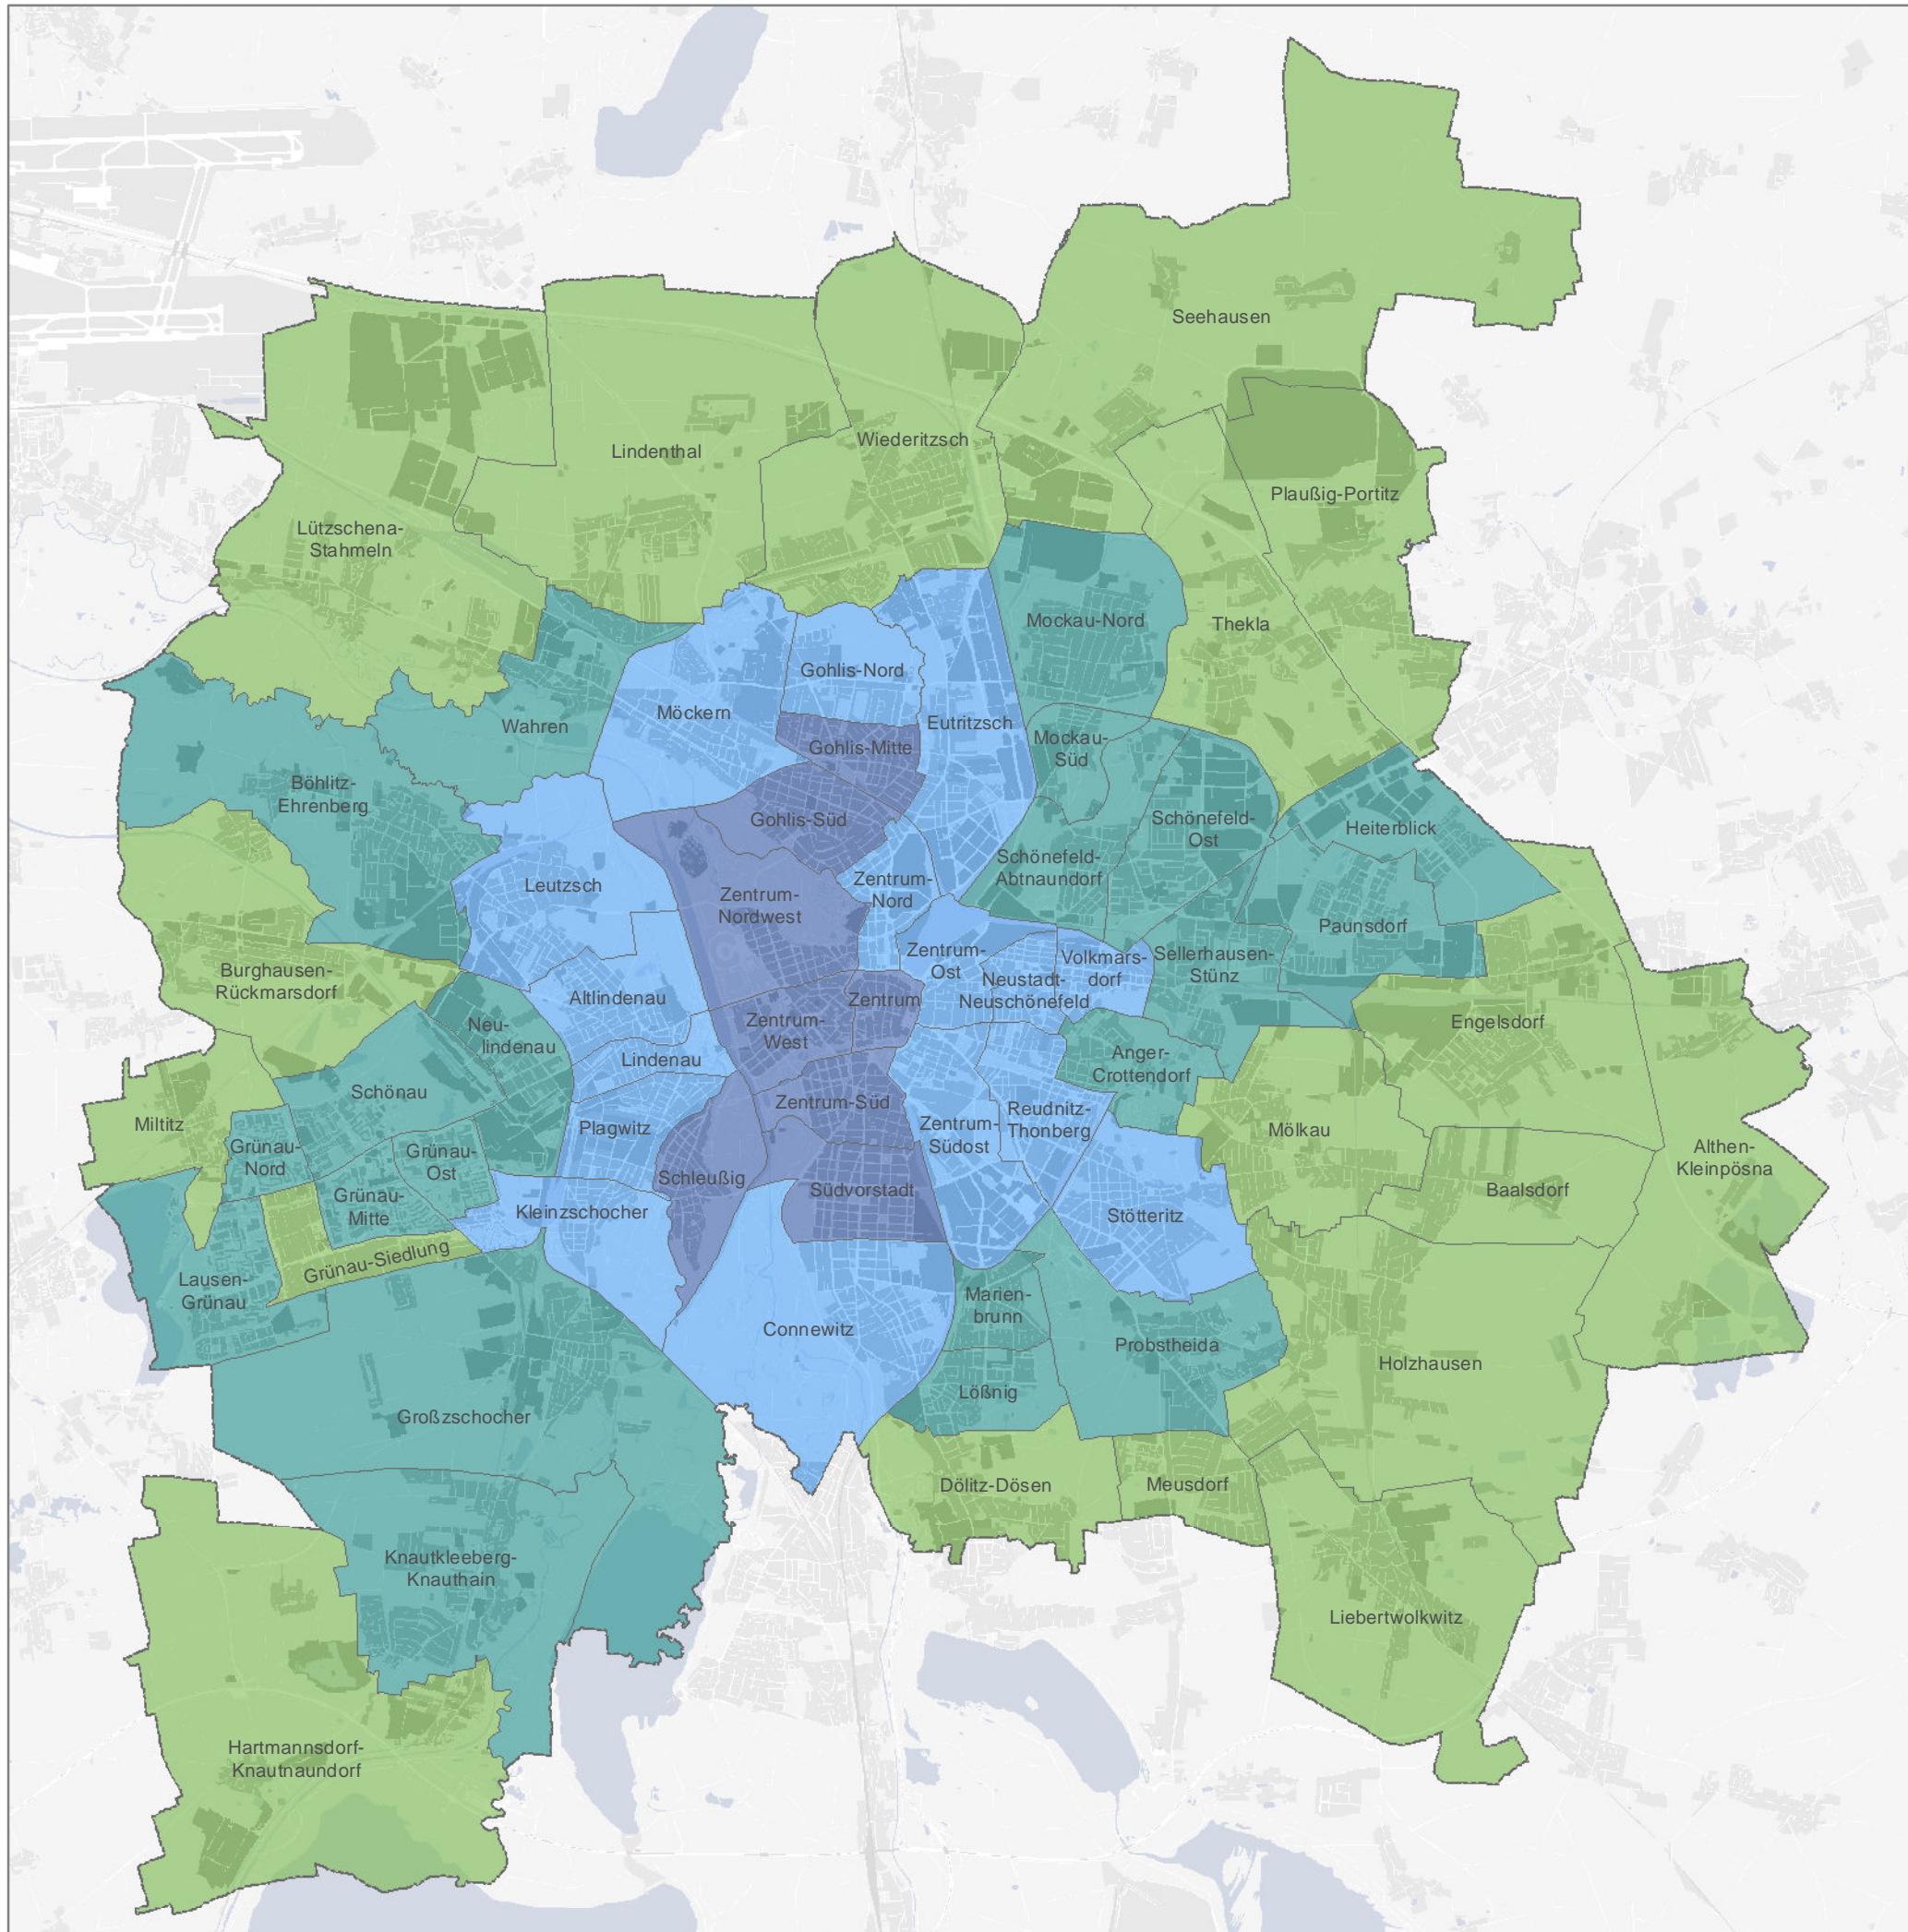 Seehausen
Wiederitzsch
Lindenthal
Plaußig-Portitz
Lützschena-
Stahmeln
Mockau-Nord
Thekla
Gohlis-Nord
Möckern
Eutritzsch
Wahren
Gohlis-Mitte
Mockau-
Süd
Böhlitz-
Ehrenberg
Gohlis-Süd
Schönefeld-
Ost
Heiterblick
Schönefeld-
Abtnaundorf
Leutzsch
Zentrum-
Nord
Zentrum-
Nordwest
Paunsdorf
Zentrum-
Ost
Volkmars-
dorf
Sellerhausen-
Stünz
Burghausen-
Rückmarsdorf
Neustadt-
Neuschönefeld
Altlindenau
Zentrum
Engelsdorf
Zentrum-
West
Neu-
lindenau
Lindenau
Anger-
Crottendorf
Schönau
Zentrum-Süd
Reudnitz-
Thonberg
Miltitz
Plagwitz
Zentrum-
Südost
Mölkau
Althen-
Kleinpösna
Grünau-
Nord
Grünau-
Ost
Schleußig
Südvorstadt
Baalsdorf
Grünau-
Mitte
Kleinzschocher
Stötteritz
Grünau-Siedlung
Lausen-
Grünau
Marien-
brunn
Connewitz
Probstheida
Holzhausen
Lößnig
Großzschocher
Dölitz-Dösen
Meusdorf
Knautkleeberg-
Knauthain
Liebertwolkwitz
Hartmannsdorf-
Knautnaundorf